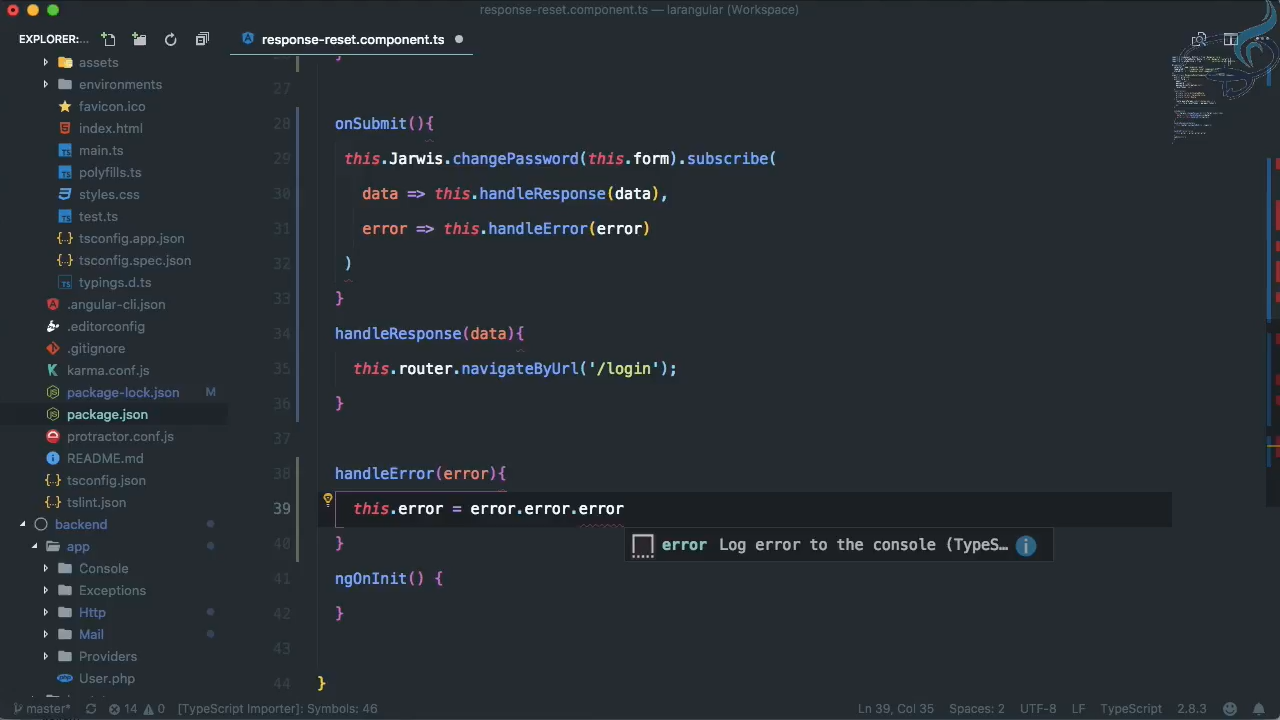 response-reset.component.ts — larangular (Workspace)
EXPLORER:...
response-reset.component.ts
assets
environments
favicon.ico
index.html
main.ts
polyfills.ts
styles.css
test.ts
tsconfig.app.json
tsconfig.spec.json
typings.d.ts
.angular-cli.json
.editorconfig
.gitignore
karma.conf.js
package-lock.json M
package.json
protractor.conf.js
README.md
tsconfig.json
tslint.json
backend
app
Console
Exceptions
Http
Mail
Providers
User.php
}
27
28 onSubmit(){
29 this.Jarwis.changePassword(this.form).subscribe(
30 data => this.handleResponse(data),
31 error => this.handleError(error)
32 )
33 }
34 handleResponse(data){
35 this.router.navigateByUrl('/login');
36 }
37
38 handleError(error){
39 this.error = error.error.error
40 }
error Log error to the console (TypeS…
41 ngOnInit() {
42 }
43
44 }
master* 14 0 [TypeScript Importer]: Symbols: 46 Ln 39, Col 35 Spaces: 2 UTF-8 LF TypeScript 2.8.3